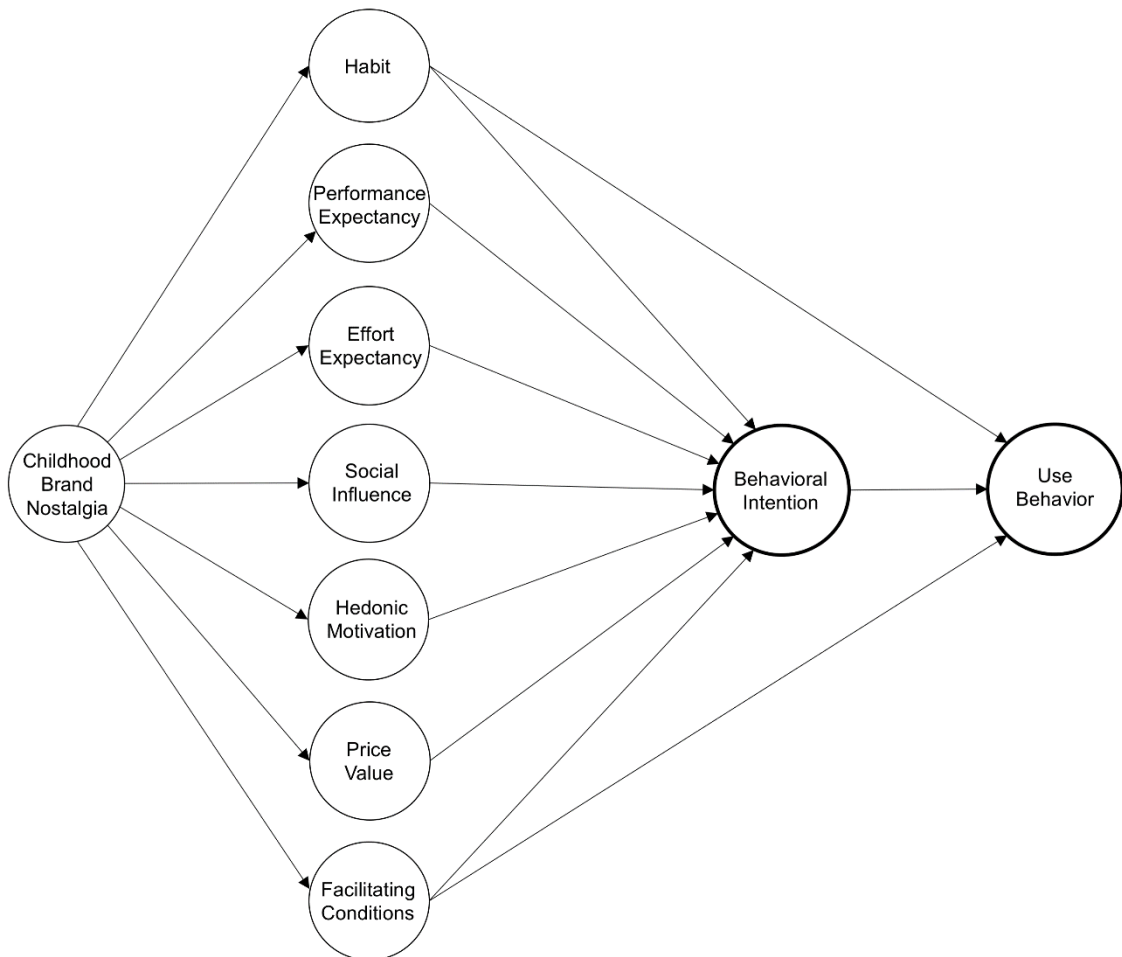 Habit
Performance
Expectancy
Effort
Expectancy
Childhood
Brand
Nostalgia
Social
Influence
Behavioral
Intention
Use
Behavior
Hedonic
Motivation
Price
Value
Facilitating
Conditions